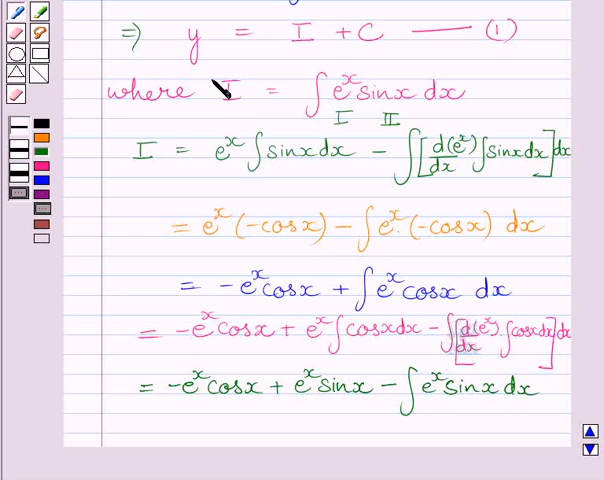 ⇒ y = I + C —— (1)
where I = ∫ eˣ sinx dx
I II
I = eˣ ∫ sinx dx − ∫ [ d(eˣ)/dx ∫ sinx dx ] dx
= eˣ (−cosx) − ∫ eˣ. (−cosx) dx
= −eˣ cosx + ∫ eˣ cosx dx
= −eˣ cosx + eˣ ∫ cosx dx − ∫ [ d/dx (eˣ) . ∫ cosx dx ] dx
= −eˣ cosx + eˣ sinx − ∫ eˣ sinx dx